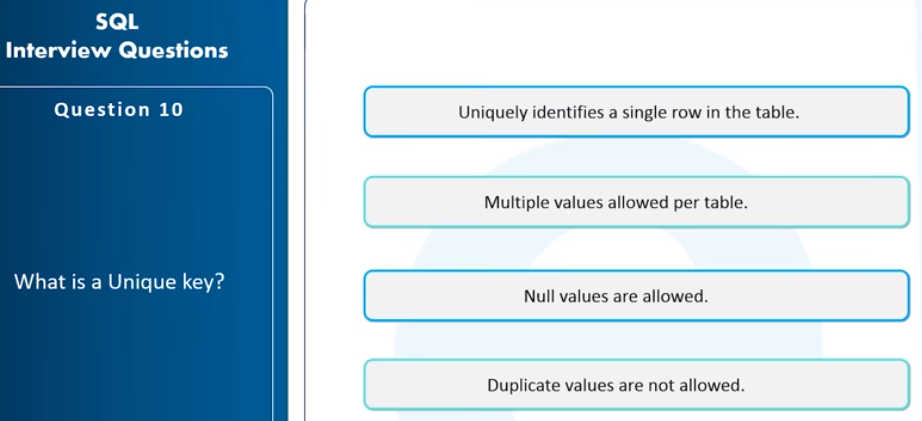 SQL
Interview Questions
Question 10
What is a Unique key?
Uniquely identifies a single row in the table.
Multiple values allowed per table.
Null values are allowed.
Duplicate values are not allowed.